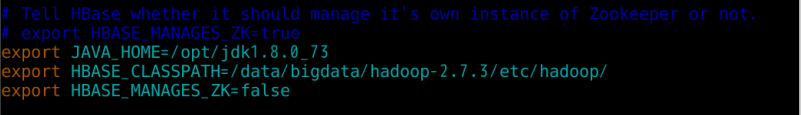 # Tell HBase whether it should manage it's own instance of Zookeeper or not.
# export HBASE_MANAGES_ZK=true
export JAVA_HOME=/opt/jdk1.8.0_73
export HBASE_CLASSPATH=/data/bigdata/hadoop-2.7.3/etc/hadoop/
export HBASE_MANAGES_ZK=false